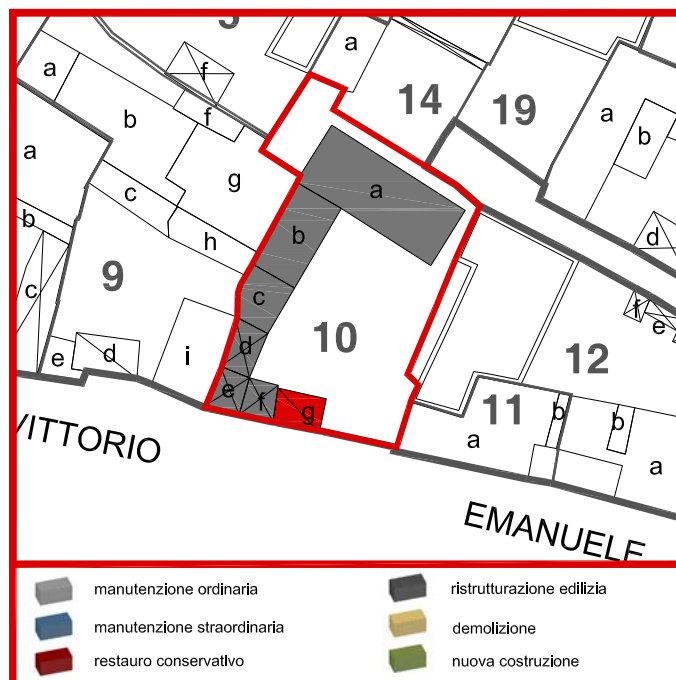 5
a
14
19
a
f
a
b
f
a
b
a
g
a
c
b
h
b
d
c
9
c
10
12
f
e
d
e
d
i
e
f
g
11
b
b
a
a
VITTORIO
EMANUELE
manutenzione ordinaria
manutenzione straordinaria
restauro conservativo
ristrutturazione edilizia
demolizione
nuova costruzione